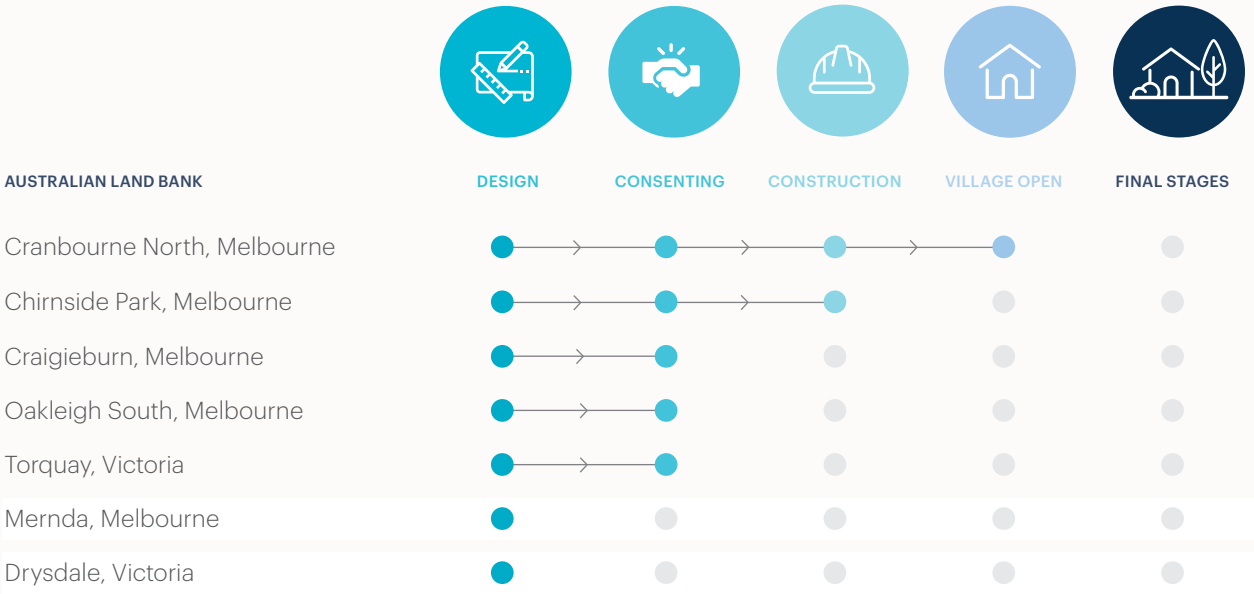 AUSTRALIAN LAND BANK DESIGN CONSENTING CONSTRUCTION VILLAGE OPEN FINAL STAGES
Cranbourne North, Melbourne
Chirnside Park, Melbourne
Craigieburn, Melbourne
Oakleigh South, Melbourne
Torquay, Victoria
Mernda, Melbourne
Drysdale, Victoria